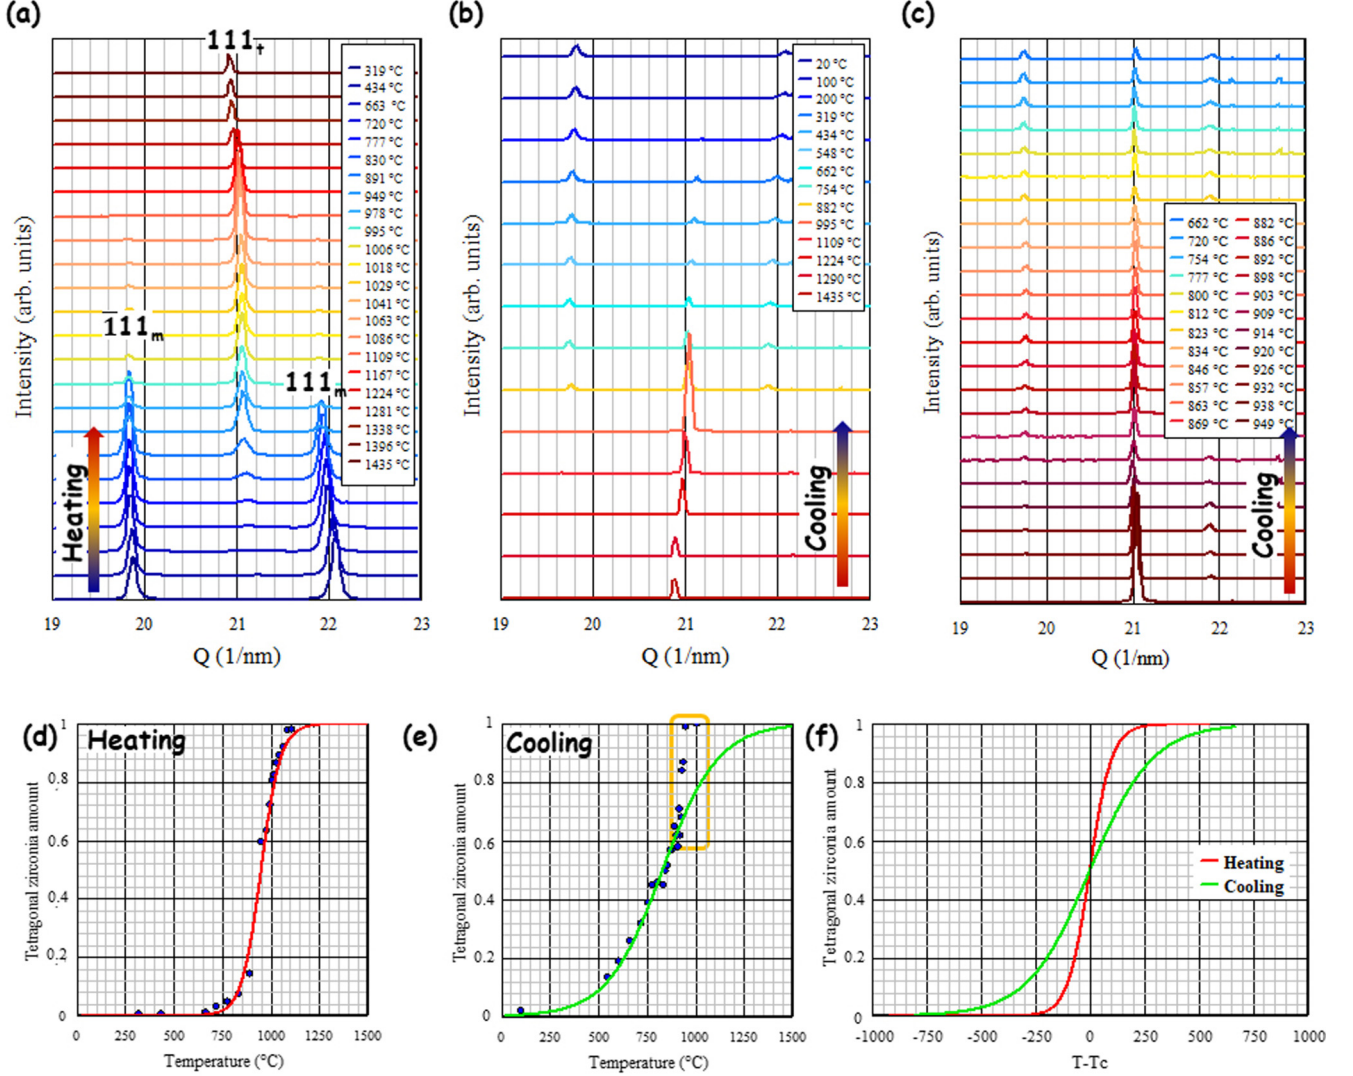 (a)
111t
319 °C
434 °C
663 °C
720 °C
777 °C
830 °C
891 °C
949 °C
978 °C
995 °C
1006 °C
1018 °C
1029 °C
1041 °C
1063 °C
1086 °C
1109 °C
1167 °C
1224 °C
1281 °C
1338 °C
1396 °C
1435 °C
1̅11m
111m
Heating
Intensity (arb. units)
19 20 21 22 23
Q (1/nm)
(b)
20 °C
100 °C
200 °C
319 °C
434 °C
548 °C
662 °C
754 °C
882 °C
995 °C
1109 °C
1224 °C
1290 °C
1435 °C
Cooling
Intensity (arb. units)
19 20 21 22 23
Q (1/nm)
(c)
662 °C 882 °C
720 °C 886 °C
754 °C 892 °C
777 °C 898 °C
800 °C 903 °C
812 °C 909 °C
823 °C 914 °C
834 °C 920 °C
846 °C 926 °C
857 °C 932 °C
863 °C 938 °C
869 °C 949 °C
Cooling
Intensity (arb. units)
19 20 21 22 23
Q (1/nm)
(d)
Heating
Tetragonal zirconia amount
1
0.8
0.6
0.4
0.2
0
0 250 500 750 1000 1250 1500
Temperature (°C)
(e)
Cooling
Tetragonal zirconia amount
1
0.8
0.6
0.4
0.2
0
0 500 750 1000 1250 1500
Temperature (°C)
(f)
Tetragonal zirconia amount
1
0.8
0.6
0.4
0.2
0
Heating
Cooling
-1000 -750 -500 -250 0 250 500 750 1000
T-Tc